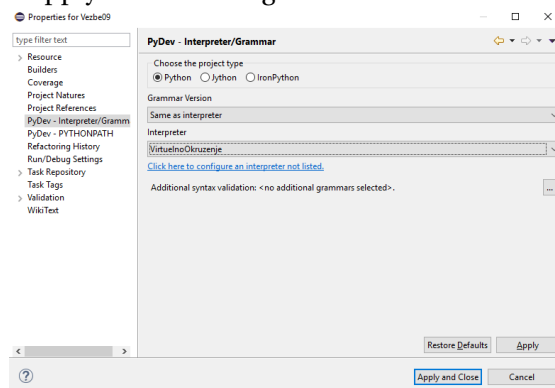 Properties for Vezbe09
type filter text
Resource
Builders
Coverage
Project Natures
Project References
PyDev - Interpreter/Gramm
PyDev - PYTHONPATH
Refactoring History
Run/Debug Settings
Task Repository
Task Tags
Validation
WikiText
PyDev - Interpreter/Grammar
Choose the project type
Python Jython IronPython
Grammar Version
Same as interpreter
Interpreter
VirtuelnoOkruzenje
Click here to configure an interpreter not listed.
Additional syntax validation: <no additional grammars selected>.
...
Restore Defaults Apply
Apply and Close Cancel